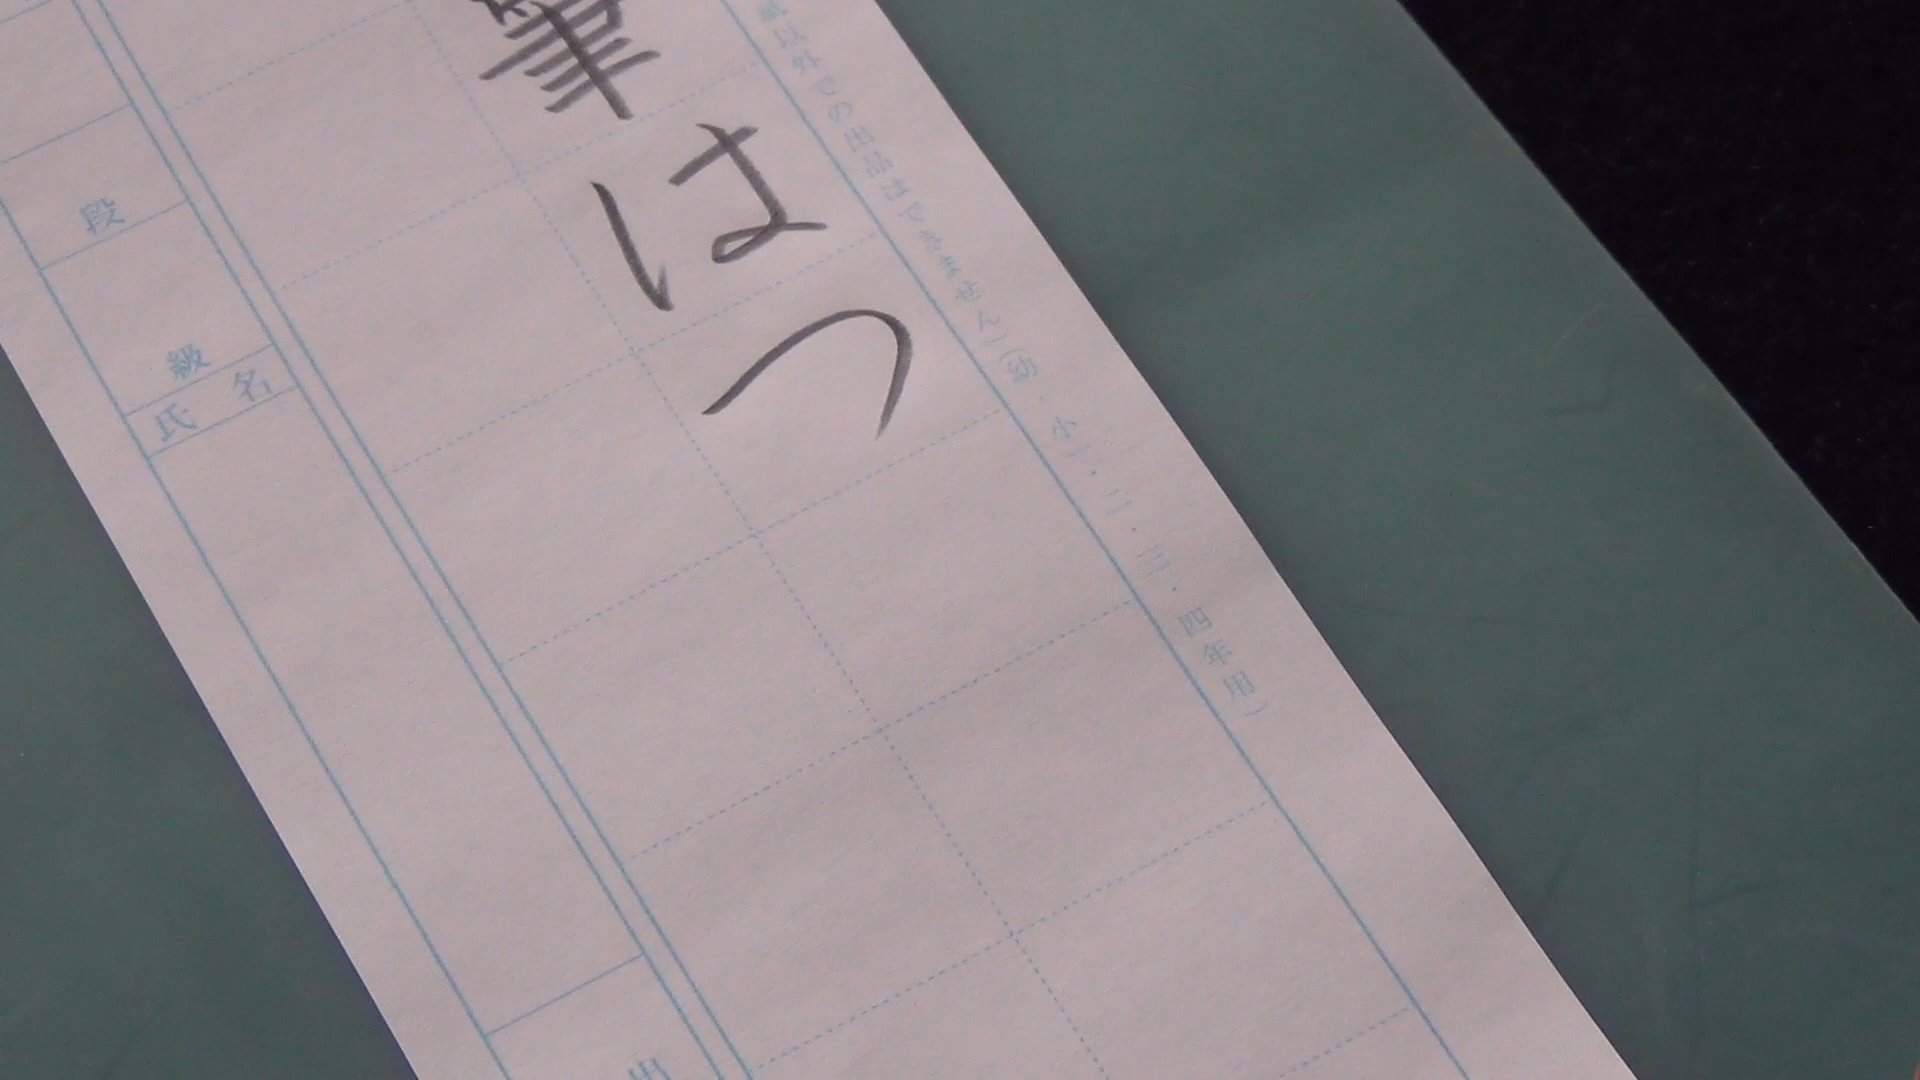 以外での出品はできません)(幼・小一・二・三・四年用)
筆はつ
段
級
氏名